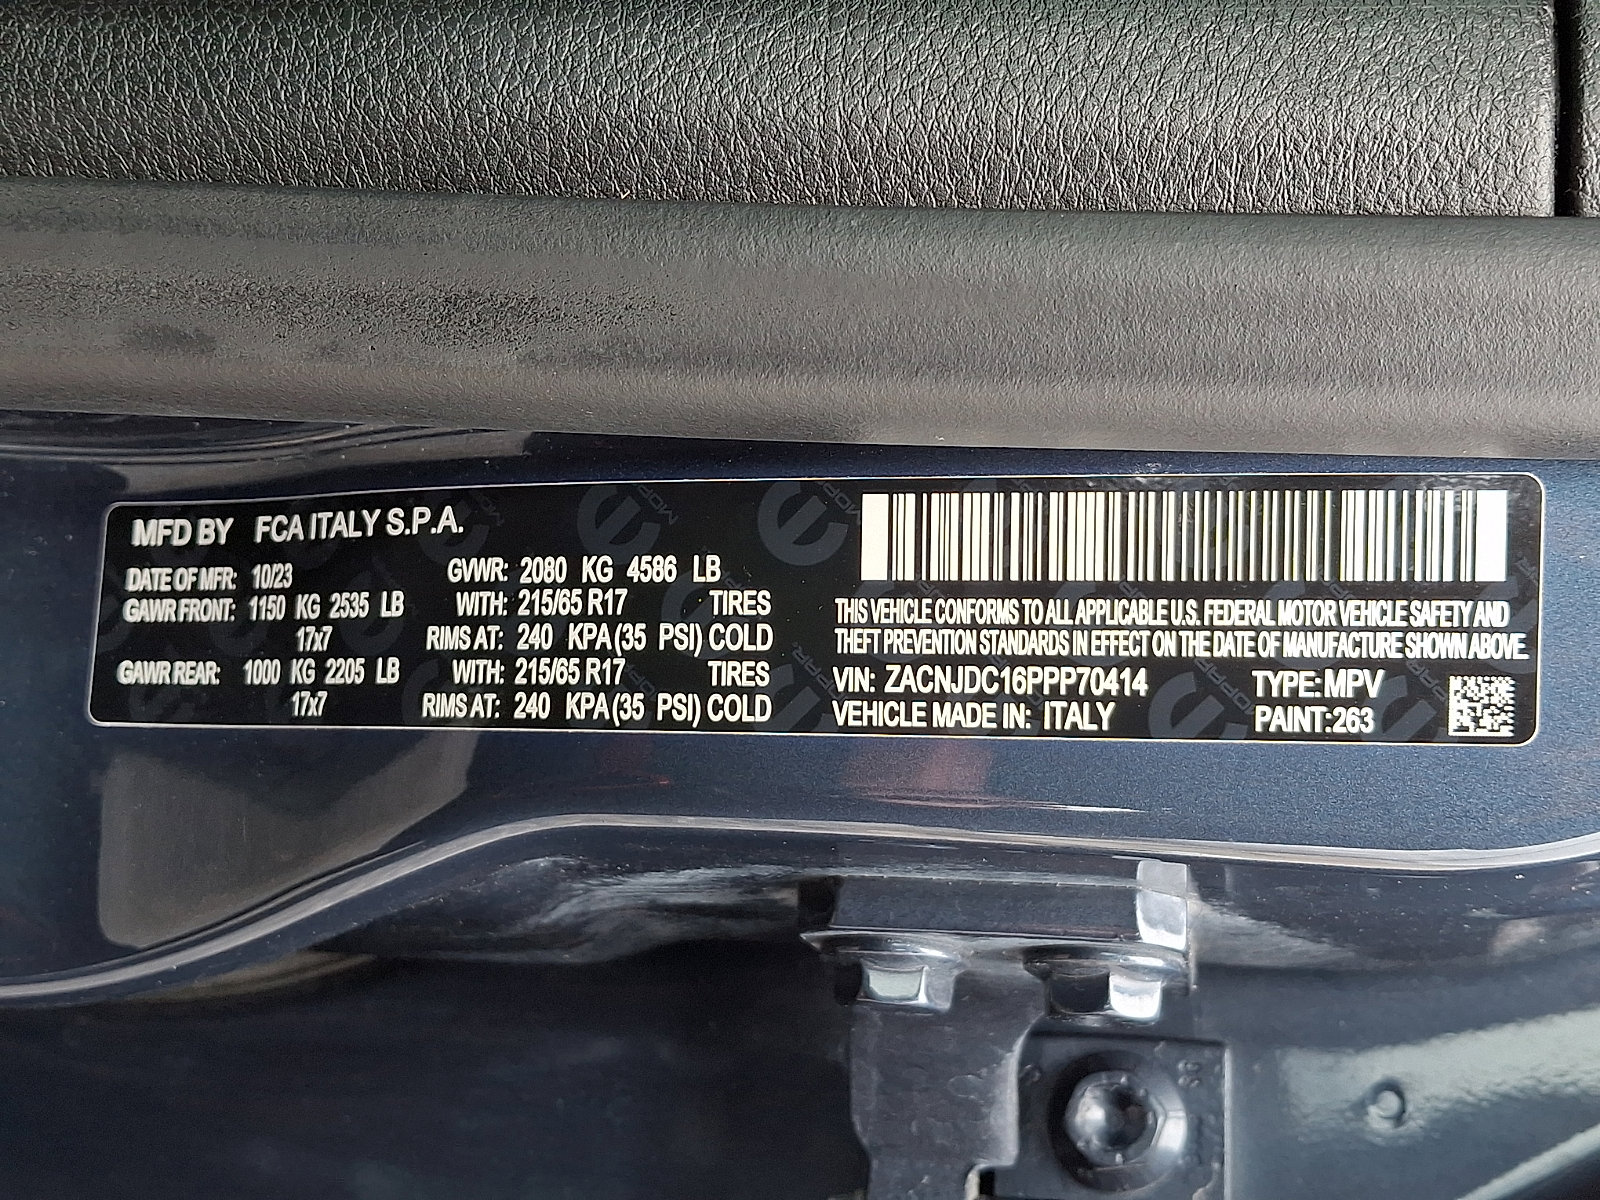 MFD BY FCA ITALY S.P.A.
DATE OF MFR: 10/23 GVWR: 2080 KG 4586 LB
GAWR FRONT: 1150 KG 2535 LB WITH: 215/65 R17 TIRES
17x7 RIMS AT: 240 KPA (35 PSI) COLD
GAWR REAR: 1000 KG 2205 LB WITH: 215/65 R17 TIRES
17x7 RIMS AT: 240 KPA (35 PSI) COLD
THIS VEHICLE CONFORMS TO ALL APPLICABLE U.S. FEDERAL MOTOR VEHICLE SAFETY AND
THEFT PREVENTION STANDARDS IN EFFECT ON THE DATE OF MANUFACTURE SHOWN ABOVE.
VIN: ZACNJDC16PPP70414 TYPE:MPV
VEHICLE MADE IN: ITALY PAINT:263
MOPAR
MOPAR